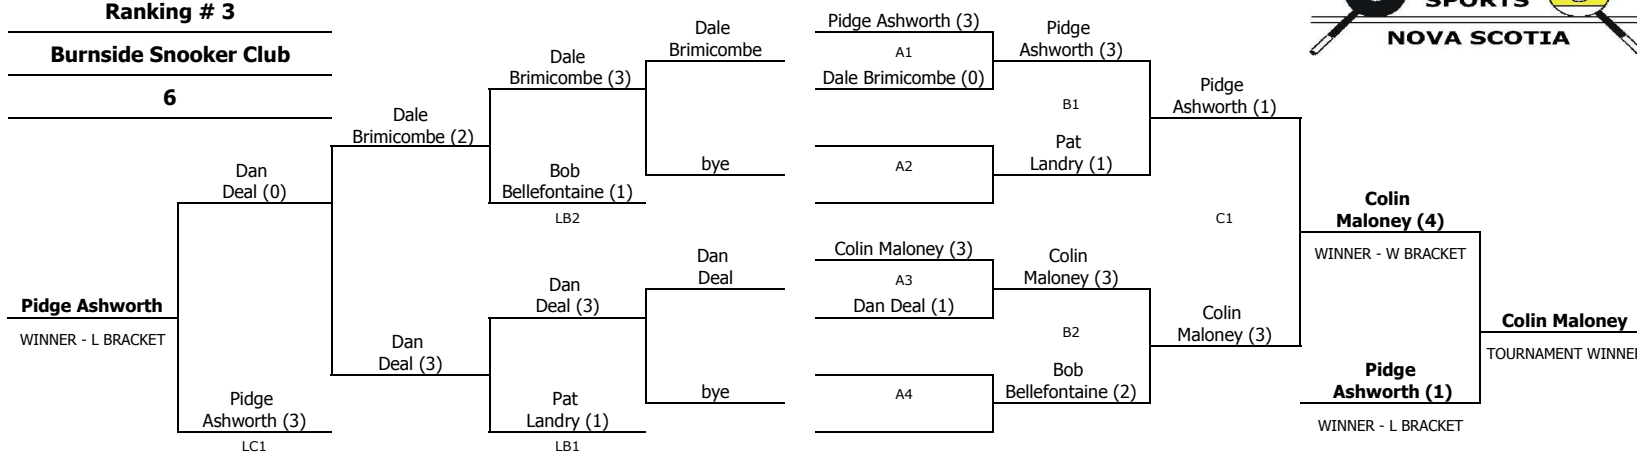 Ranking # 3
Burnside Snooker Club
6
SPORTS
NOVA SCOTIA
Pidge Ashworth
WINNER - L BRACKET
Dan
Deal (0)
Pidge
Ashworth (3)
LC1
Dale
Brimicombe (2)
Dan
Deal (3)
Dale
Brimicombe (3)
Bob
Bellefontaine (1)
LB2
Dan
Deal (3)
Pat
Landry (1)
LB1
Dale
Brimicombe
bye
Dan
Deal
bye
Pidge Ashworth (3)
A1
Dale Brimicombe (0)
A2
Colin Maloney (3)
A3
Dan Deal (1)
A4
Pidge
Ashworth (3)
B1
Pat
Landry (1)
Colin
Maloney (3)
B2
Bob
Bellefontaine (2)
Pidge
Ashworth (1)
C1
Colin
Maloney (3)
Colin
Maloney (4)
WINNER - W BRACKET
Pidge
Ashworth (1)
WINNER - L BRACKET
Colin Maloney
TOURNAMENT WINNER